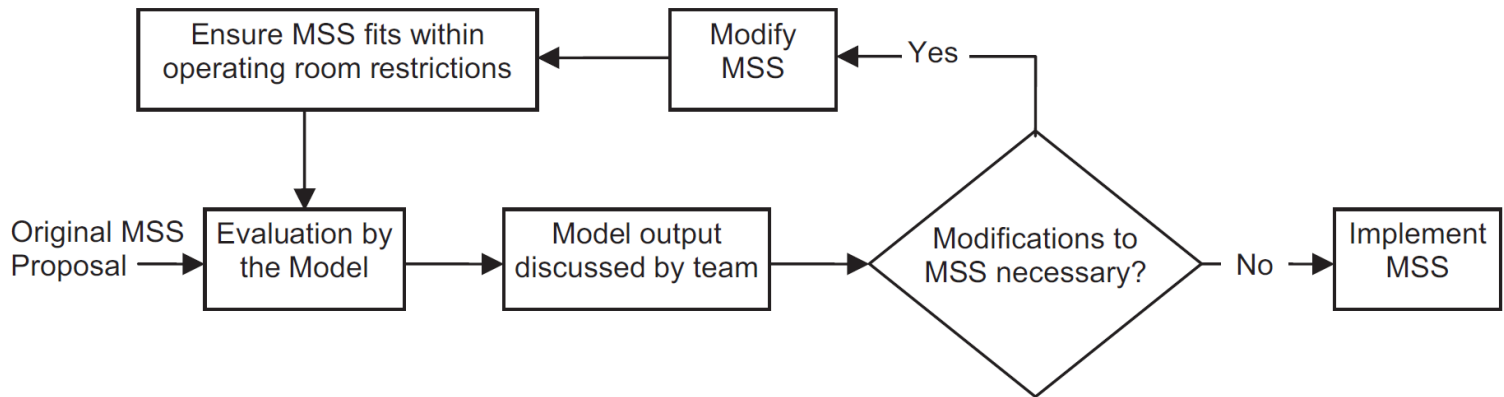 Ensure MSS fits within
operating room restrictions
Modify
MSS
Yes
Original MSS
Proposal
Evaluation by
the Model
Model output
discussed by team
Modifications to
MSS necessary?
No
Implement
MSS